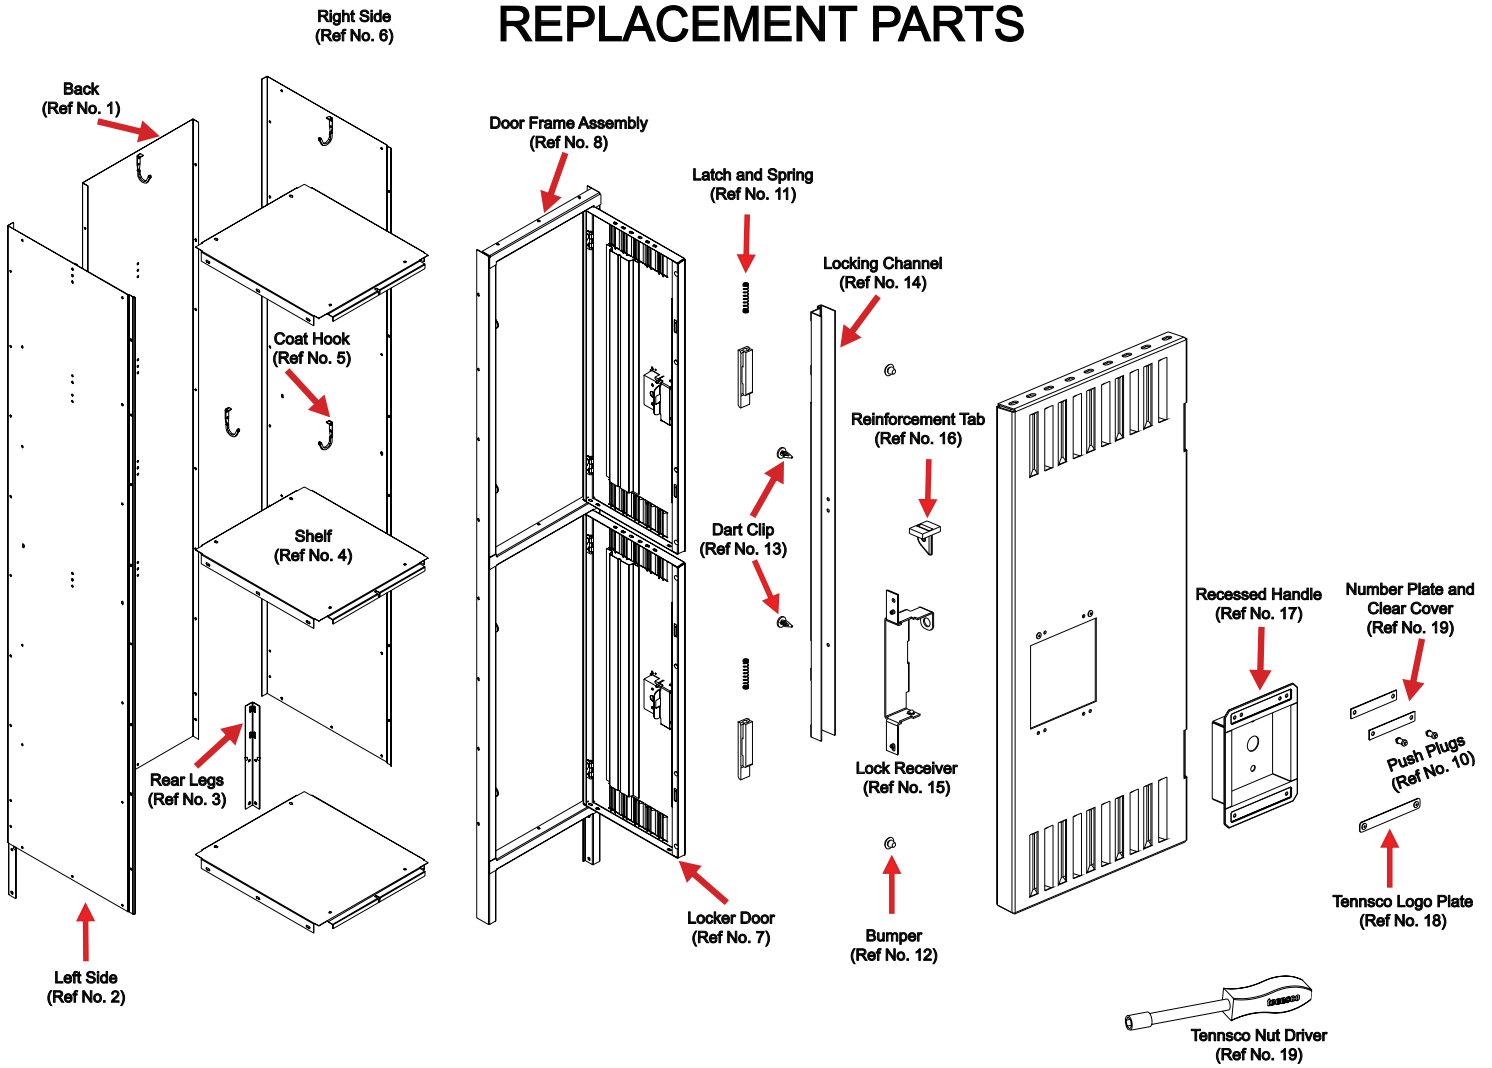 REPLACEMENT PARTS
Right Side
(Ref No. 6)
Back
(Ref No. 1)
Door Frame Assembly
(Ref No. 8)
Latch and Spring
(Ref No. 11)
Locking Channel
(Ref No. 14)
Coat Hook
(Ref No. 5)
Reinforcement Tab
(Ref No. 16)
Shelf
(Ref No. 4)
Dart Clip
(Ref No. 13)
Recessed Handle
(Ref No. 17)
Number Plate and
Clear Cover
(Ref No. 19)
Push Plugs
(Ref No. 10)
Rear Legs
(Ref No. 3)
Lock Receiver
(Ref No. 15)
Tennsco Logo Plate
(Ref No. 18)
Locker Door
(Ref No. 7)
Bumper
(Ref No. 12)
Left Side
(Ref No. 2)
tennsco
Tennsco Nut Driver
(Ref No. 19)